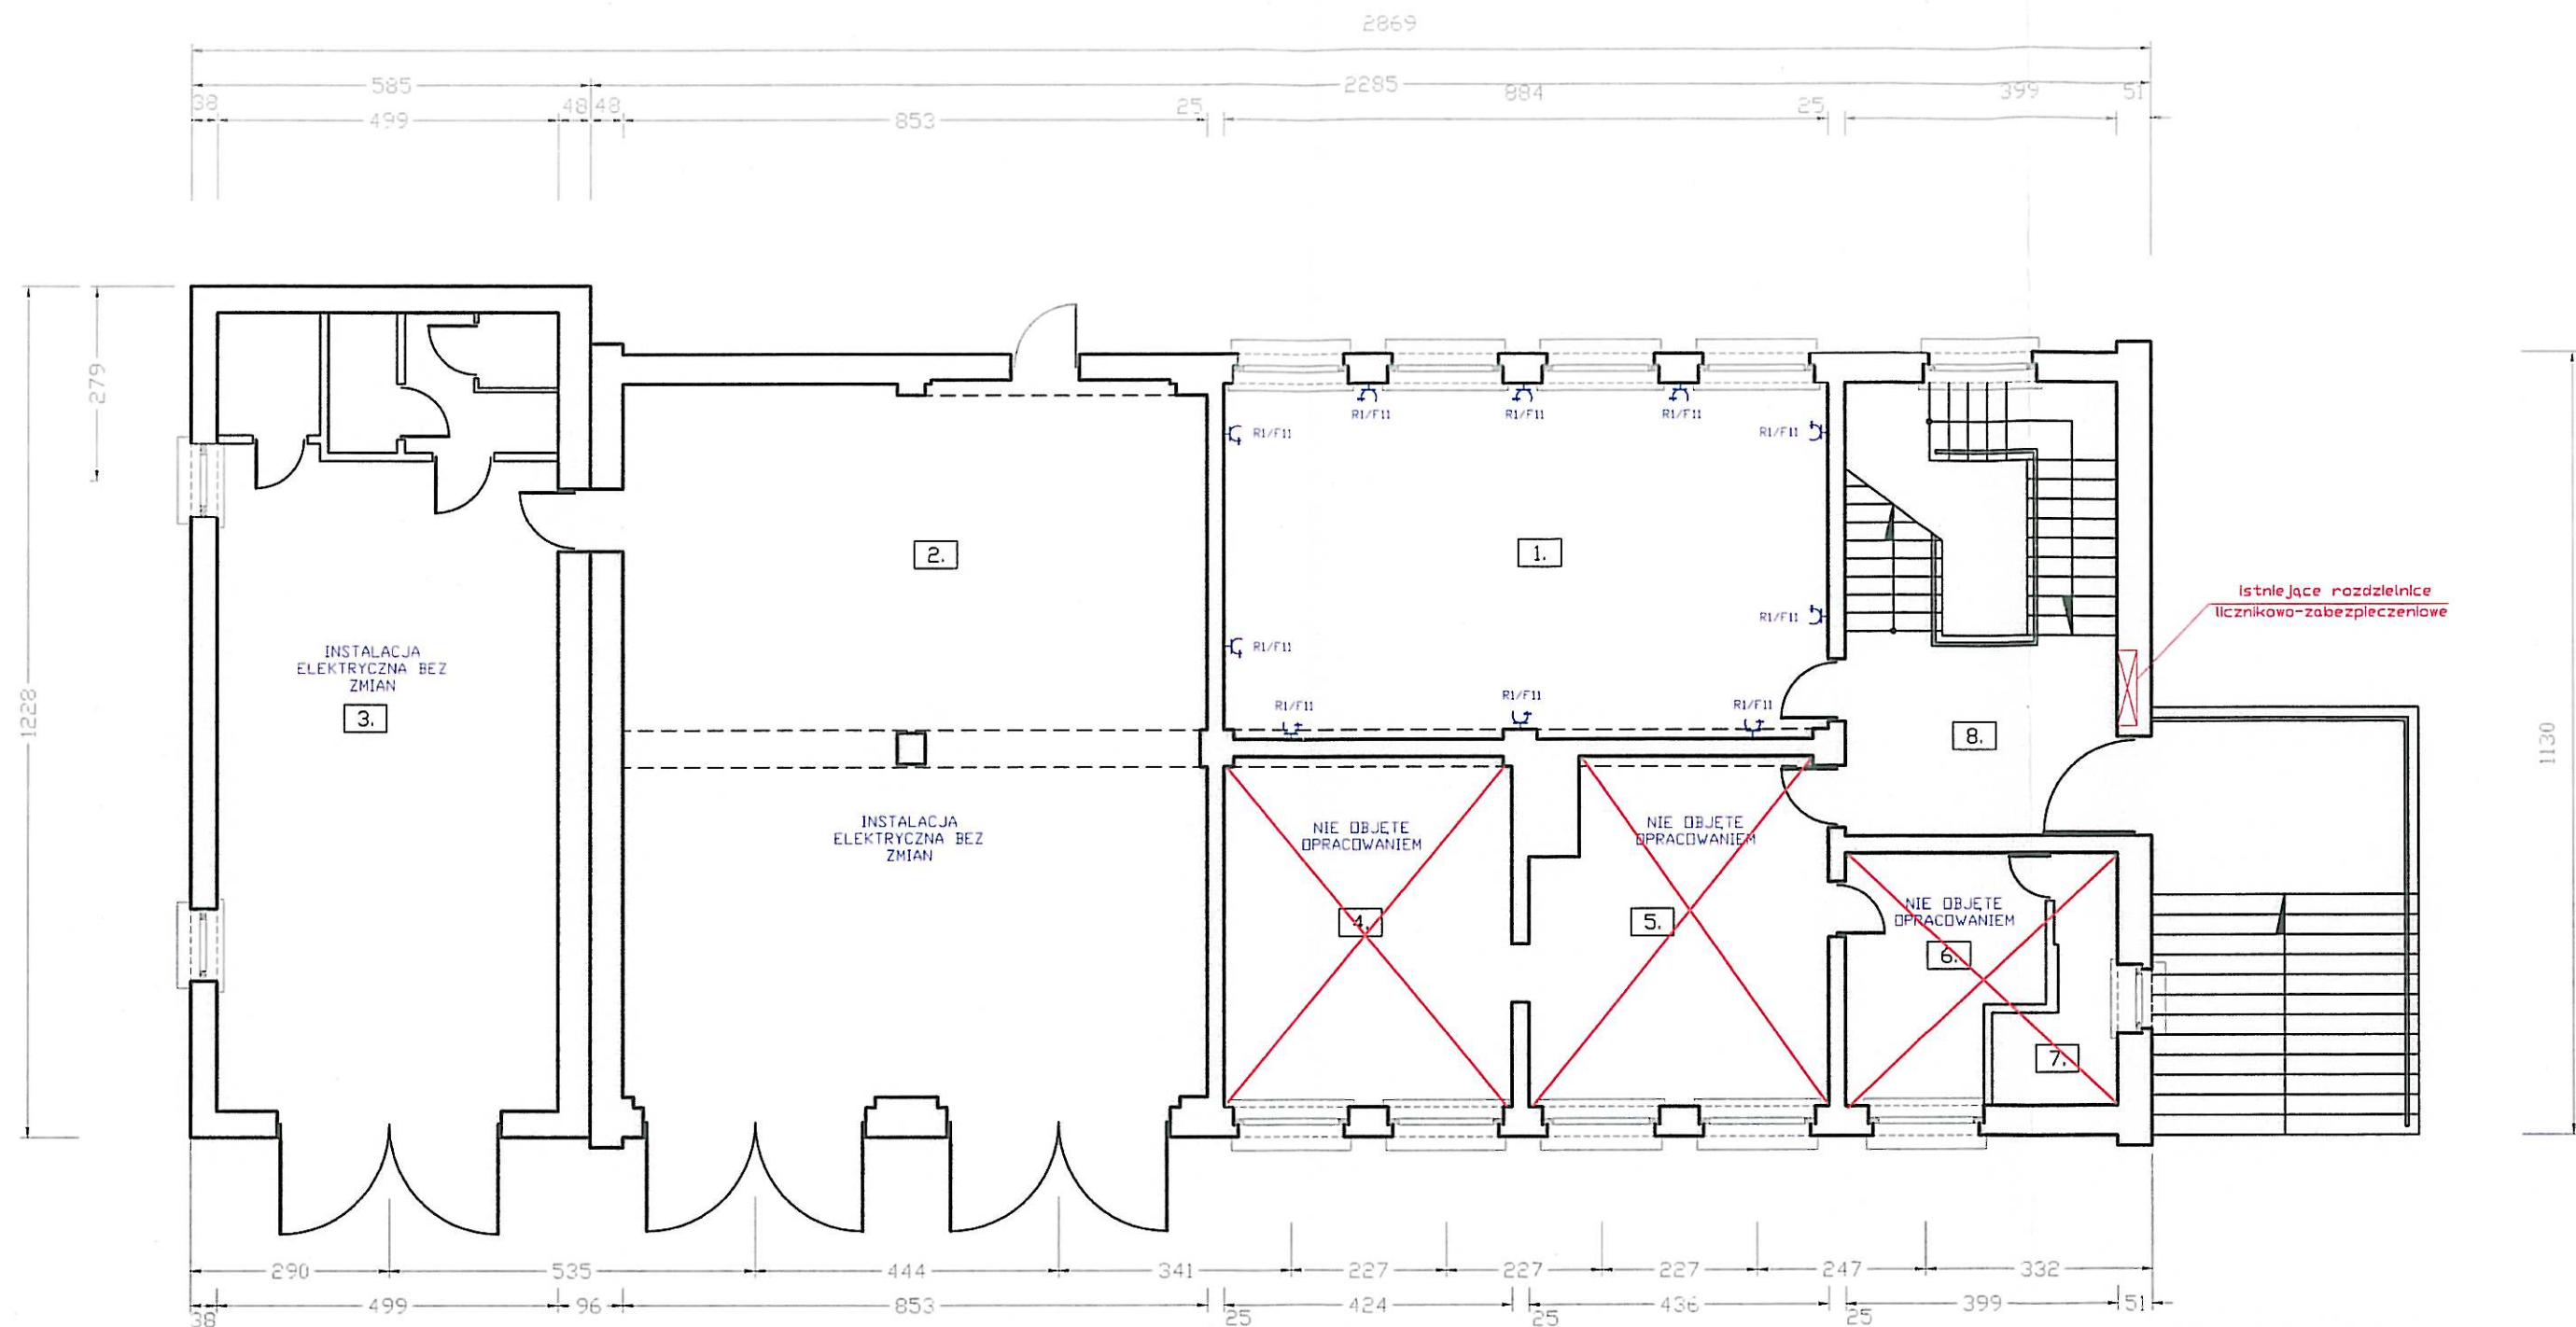 2869
585
2285
884
399
51
38
499
48
48
853
25
25
279
1228
1130
R1/F11
R1/F11
R1/F11
R1/F11
R1/F11
2.
1.
Istniejące rozdzielnice
licznikowo-zabezpieczeniowe
R1/F11
R1/F11
INSTALACJA
ELEKTRYCZNA BEZ
ZMIAN
3.
R1/F11
R1/F11
R1/F11
8.
INSTALACJA
ELEKTRYCZNA BEZ
ZMIAN
NIE OBJĘTE
OPRACOWANIEM
4.
NIE OBJĘTE
OPRACOWANIEM
5.
NIE OBJĘTE
OPRACOWANIEM
6.
7.
290
535
444
341
227
227
227
247
332
38
499
96
853
25
424
25
436
25
399
51